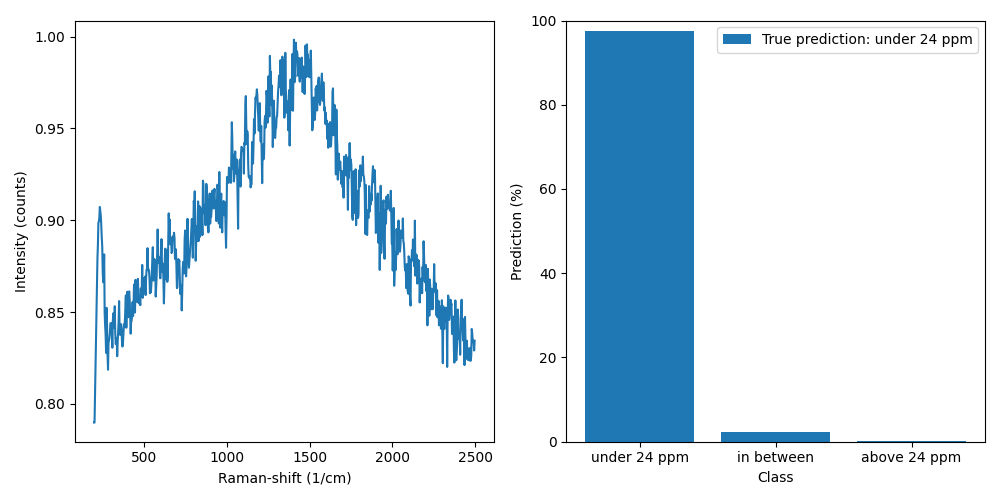 1.00
0.95
0.90
0.85
0.80
Intensity (counts)
500 1000 1500 2000 2500
Raman-shift (1/cm)
100
80
60
40
20
0
Prediction (%)
True prediction: under 24 ppm
under 24 ppm in between above 24 ppm
Class